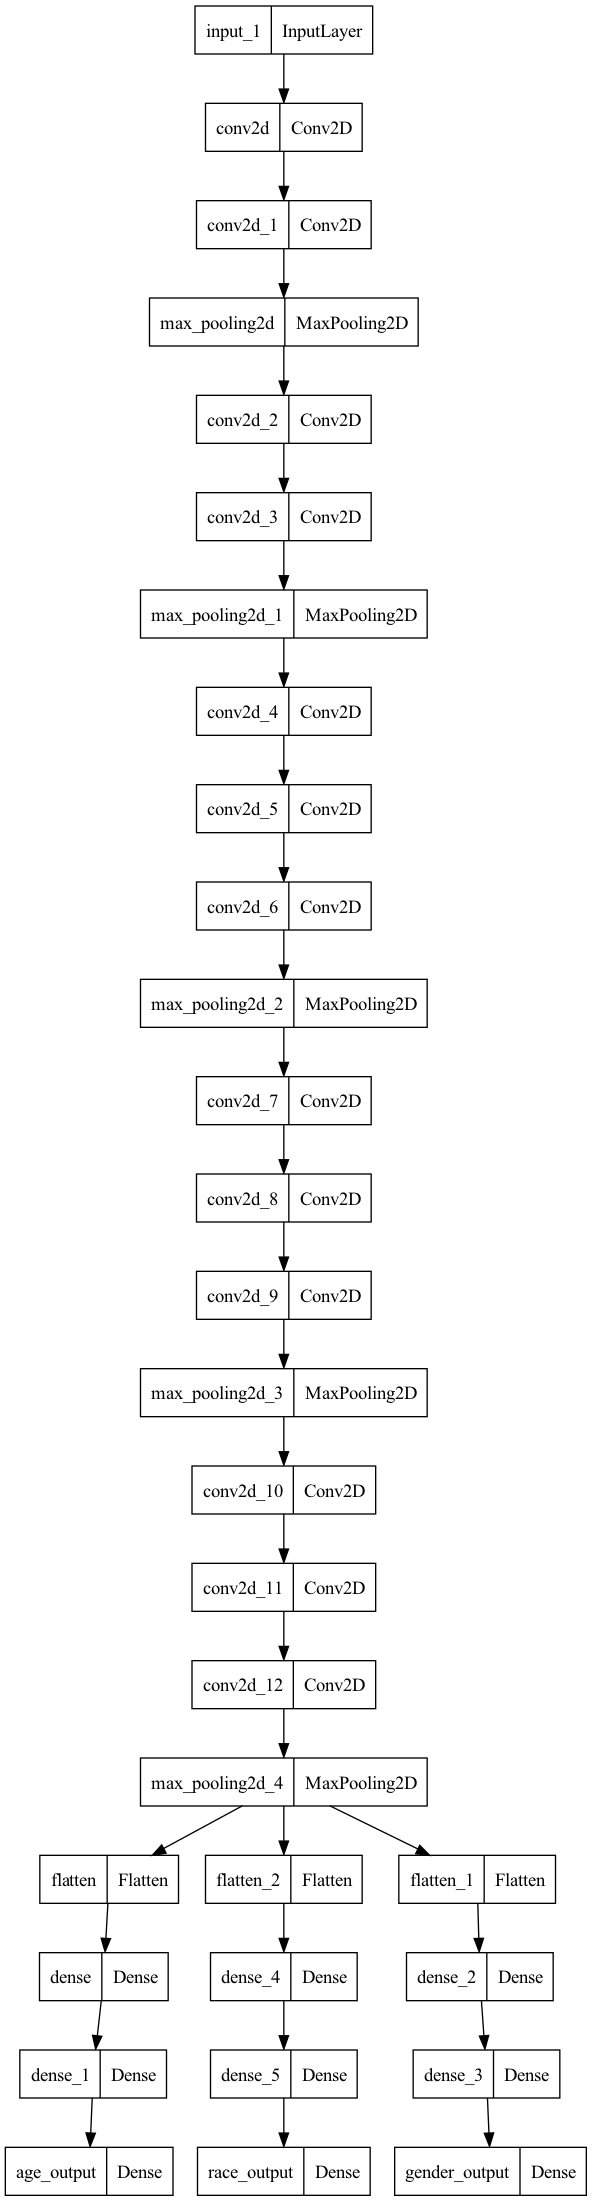 input_1 InputLayer
conv2d Conv2D
conv2d_1 Conv2D
max_pooling2d MaxPooling2D
conv2d_2 Conv2D
conv2d_3 Conv2D
max_pooling2d_1 MaxPooling2D
conv2d_4 Conv2D
conv2d_5 Conv2D
conv2d_6 Conv2D
max_pooling2d_2 MaxPooling2D
conv2d_7 Conv2D
conv2d_8 Conv2D
conv2d_9 Conv2D
max_pooling2d_3 MaxPooling2D
conv2d_10 Conv2D
conv2d_11 Conv2D
conv2d_12 Conv2D
max_pooling2d_4 MaxPooling2D
flatten Flatten flatten_2 Flatten flatten_1 Flatten
dense Dense dense_4 Dense dense_2 Dense
dense_1 Dense dense_5 Dense dense_3 Dense
age_output Dense race_output Dense gender_output Dense